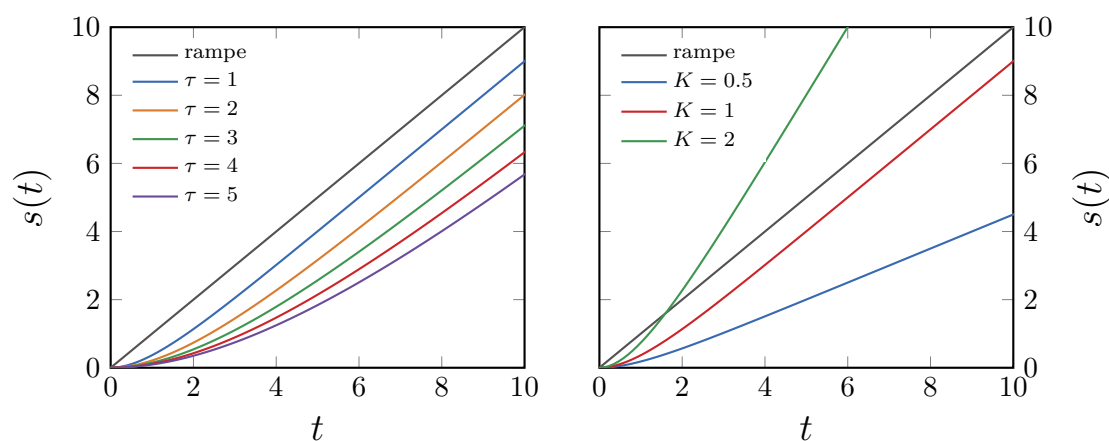 10
8
6
4
2
0
s(t)
rampe
τ = 1
τ = 2
τ = 3
τ = 4
τ = 5
0 2 4 6 8 10
t
rampe
K = 0.5
K = 1
K = 2
0 2 4 6 8 10
t
10
8
6
4
2
0
s(t)